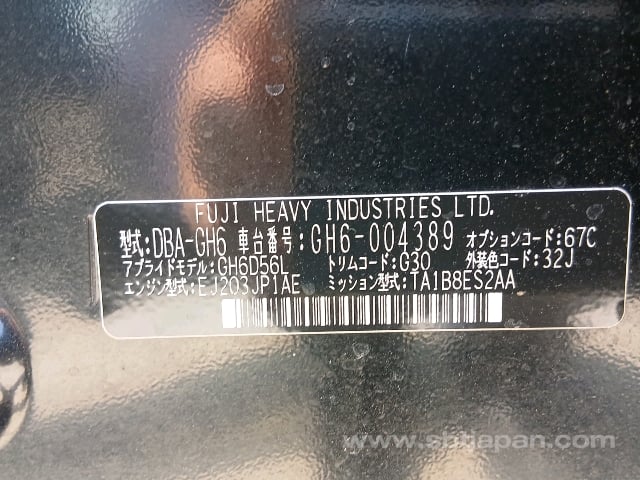 FUJI HEAVY INDUSTRIES LTD.
型式:DBA-GH6 車台番号:GH6-004389 オプションコード:67C
アプライドモデル:GH6D56L トリムコード:G30 外装色コード:32J
エンジン型式:EJ203JP1AE ミッション型式:TA1B8ES2AA
www.shtjapan.com